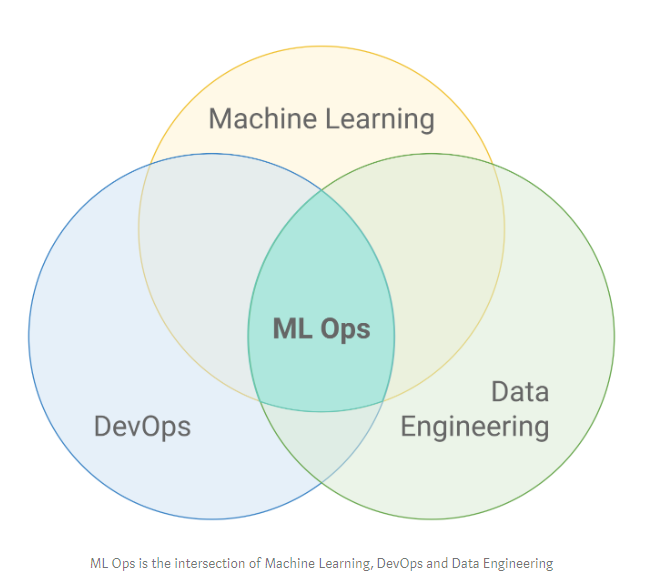 Machine Learning
ML Ops
DevOps
Data
Engineering
ML Ops is the intersection of Machine Learning, DevOps and Data Engineering